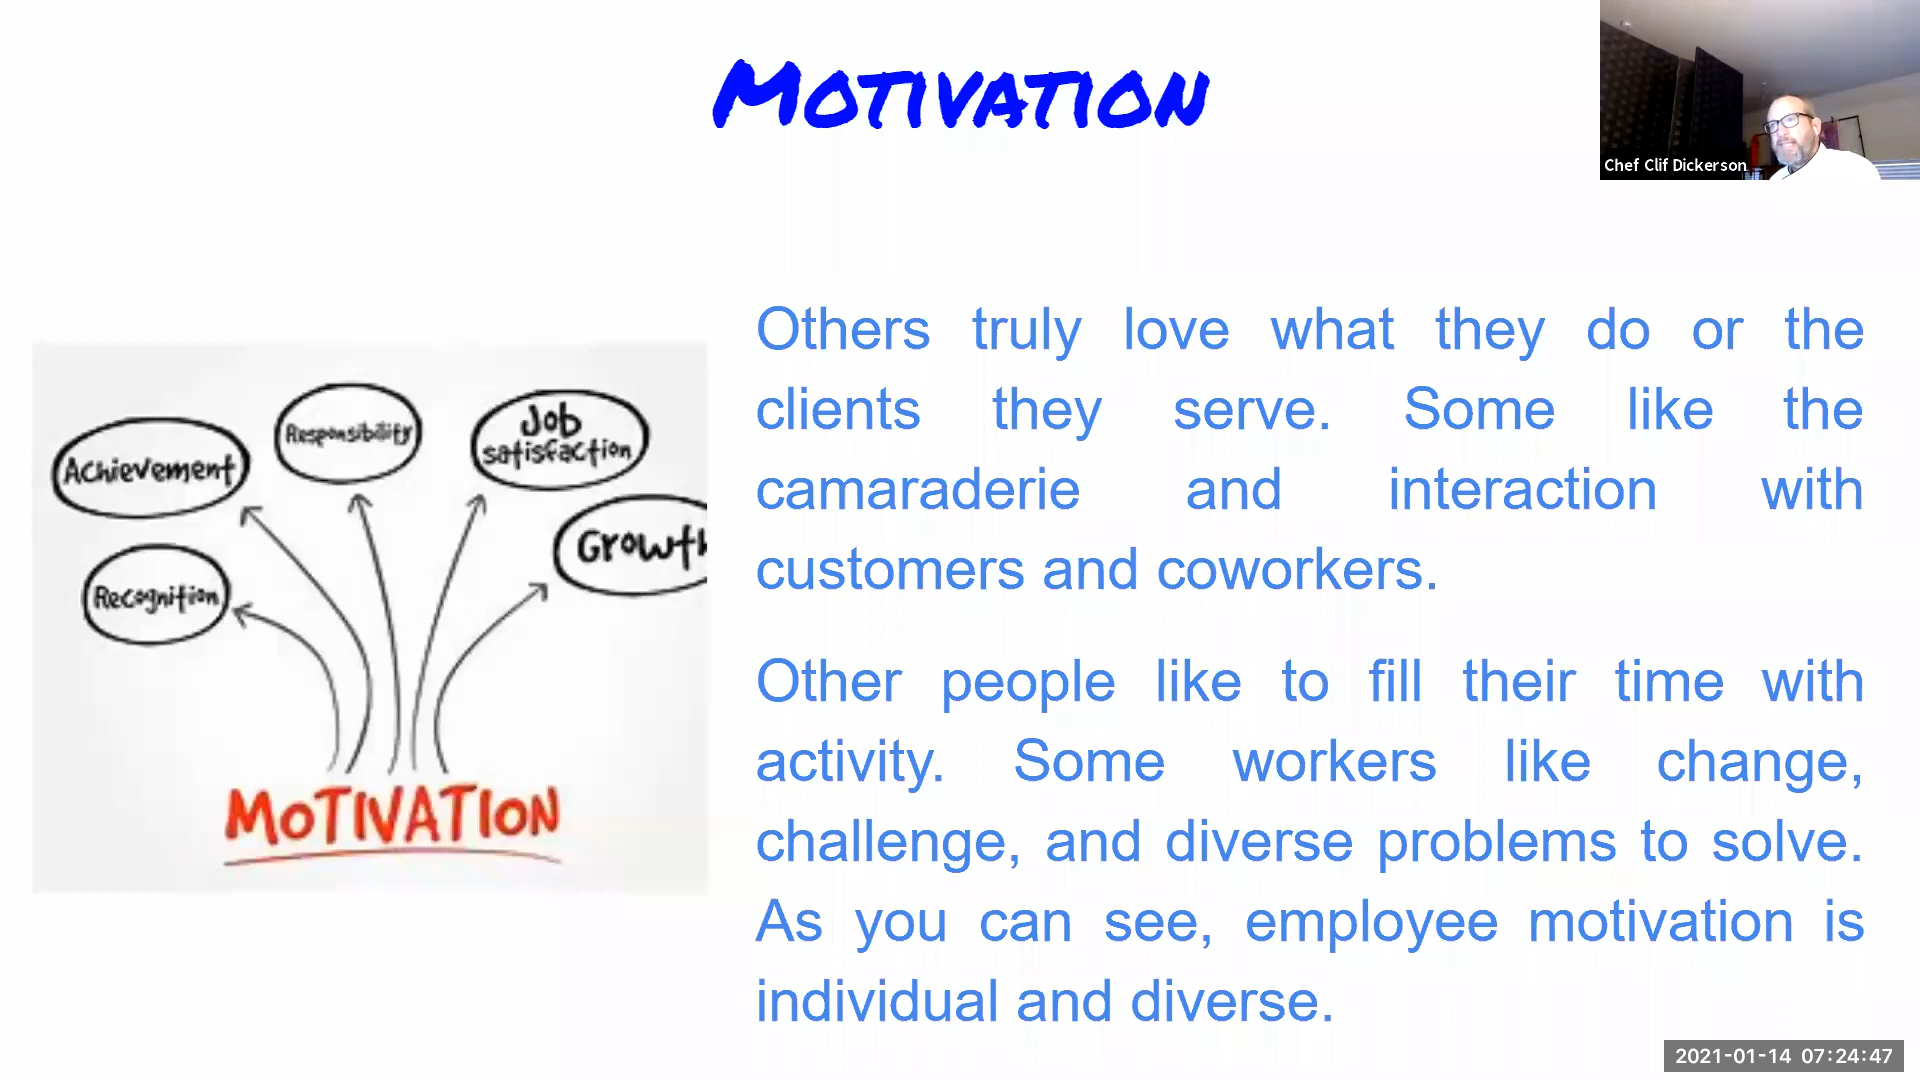 MOTIVATION
Chef Clif Dickerson
Others truly love what they do or the
clients they serve. Some like the
camaraderie and interaction with
customers and coworkers.
Other people like to fill their time with
activity. Some workers like change,
challenge, and diverse problems to solve.
As you can see, employee motivation is
individual and diverse.
Achievement
Responsibility
Job
satisfaction
Growth
Recognition
MOTIVATION
2021-01-14 07:24:47